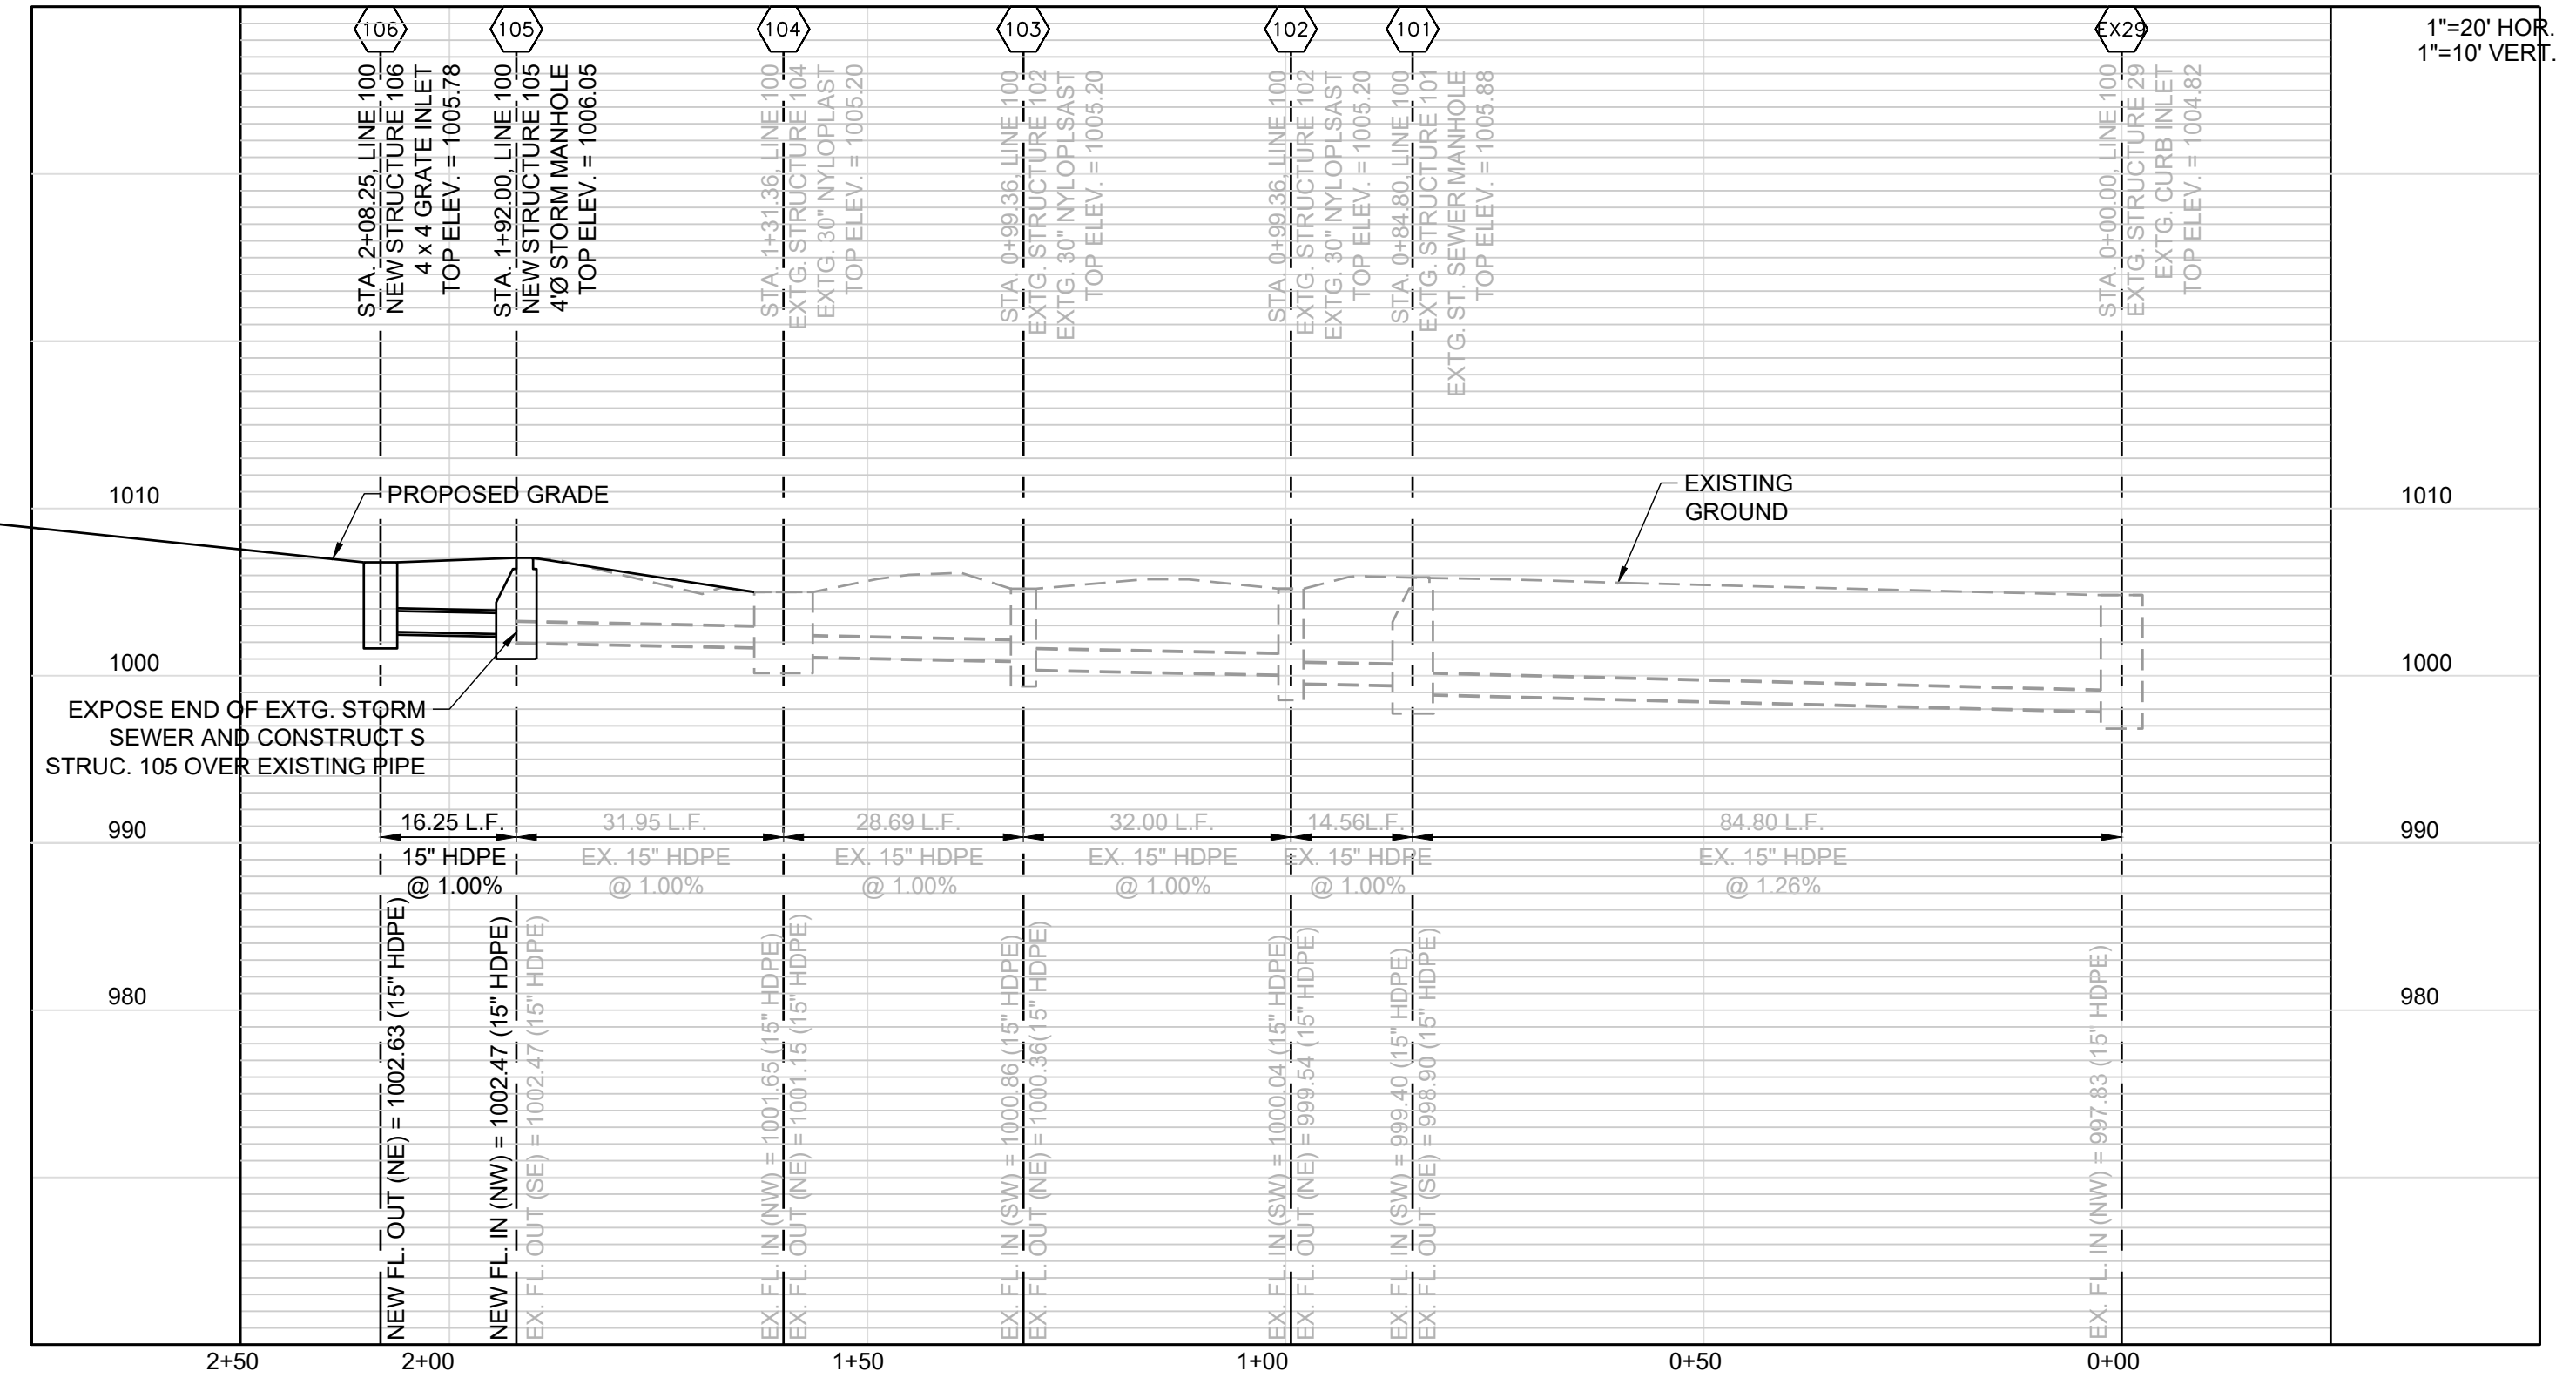 106
105
104
103
102
101
EX29
1"=20' HOR.
1"=10' VERT.
STA. 2+08.25, LINE 100
NEW STRUCTURE 106
4 x 4 GRATE INLET
TOP ELEV. = 1005.78
STA. 1+92.00, LINE 100
NEW STRUCTURE 105
4'Ø STORM MANHOLE
TOP ELEV. = 1006.05
STA. 1+31.36, LINE 100
EXTG. STRUCTURE 104
EXTG. 30" NYLOPLAST
TOP ELEV. = 1005.20
STA. 0+99.36, LINE 100
EXTG. STRUCTURE 102
EXTG. 30" NYLOPLSAST
TOP ELEV. = 1005.20
STA. 0+99.36, LINE 100
EXTG. STRUCTURE 102
EXTG. 30" NYLOPLSAST
TOP ELEV. = 1005.20
STA. 0+84.80, LINE 100
EXTG. STRUCTURE 101
EXTG. ST. SEWER MANHOLE
TOP ELEV. = 1005.88
STA. 0+00.00, LINE 100
EXTG. STRUCTURE 29
EXTG. CURB INLET
TOP ELEV. = 1004.82
1010
PROPOSED GRADE
EXISTING
GROUND
1010
1000
1000
EXPOSE END OF EXTG. STORM
SEWER AND CONSTRUCT S
STRUC. 105 OVER EXISTING PIPE
990
990
16.25 L.F.
15" HDPE
@ 1.00%
31.95 L.F.
EX. 15" HDPE
@ 1.00%
28.69 L.F.
EX. 15" HDPE
@ 1.00%
32.00 L.F.
EX. 15" HDPE
@ 1.00%
14.56L.F.
EX. 15" HDPE
@ 1.00%
84.80 L.F.
EX. 15" HDPE
@ 1.26%
980
980
NEW FL. OUT (NE) = 1002.63 (15" HDPE)
NEW FL. IN (NW) = 1002.47 (15" HDPE)
EX. FL. OUT (SE) = 1002.47 (15" HDPE)
EX. FL. IN (NW) = 1001.65 (15" HDPE)
EX. FL. OUT (NE) = 1001.15 (15" HDPE)
EX. FL. IN (SW) = 1000.86 (15" HDPE)
EX. FL. OUT (NE) = 1000.36(15" HDPE)
EX. FL. IN (SW) = 1000.04 (15" HDPE)
EX. FL. OUT (NE) = 999.54 (15" HDPE)
EX. FL. IN (SW) = 999.40 (15" HDPE)
EX. FL. OUT (SE) = 998.90 (15" HDPE)
EX. FL. IN (NW) = 997.83 (15" HDPE)
2+50
2+00
1+50
1+00
0+50
0+00